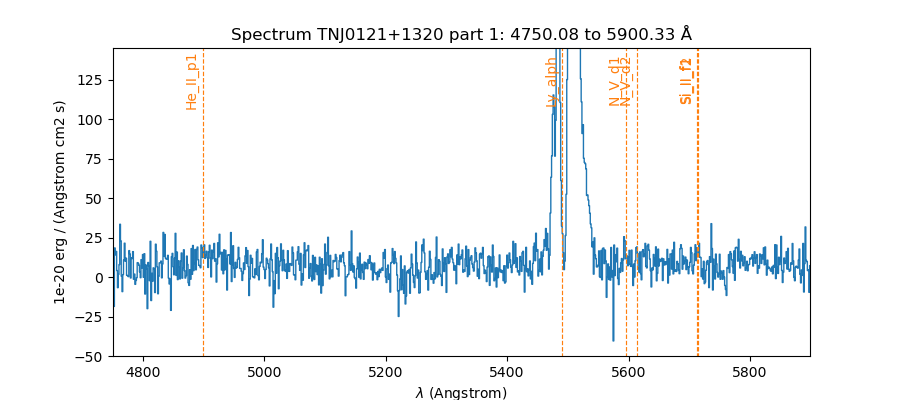 Spectrum TNJ0121+1320 part 1: 4750.08 to 5900.33 Å
1e-20 erg / (Angstrom cm2 s)
125
100
75
50
25
0
−25
−50
He_II_p1
Ly_alph
N_V_d1
N_V_d2
4800
5000
5200
5400
5600
5800
λ (Angstrom)